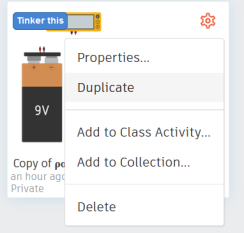 Tinker this
Properties...
Duplicate
+
9V
Add to Class Activity...
Add to Collection...
Copy of
an hour ago
Private
Delete